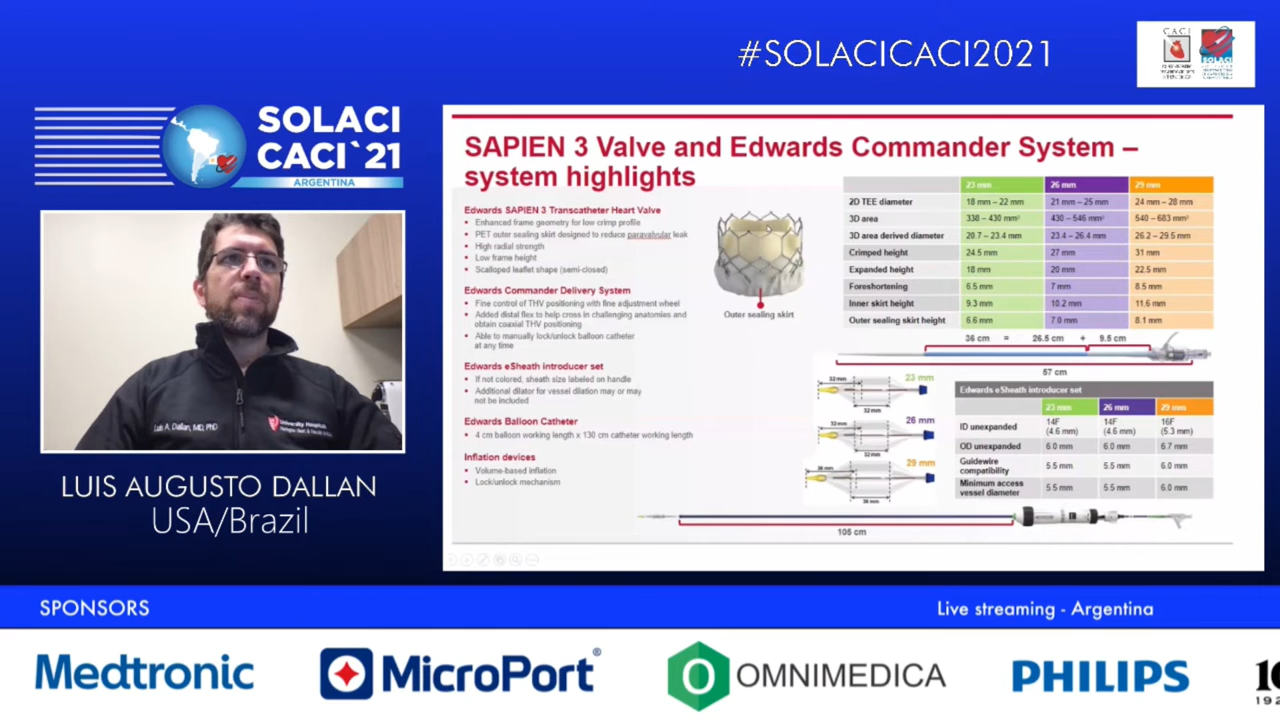 #SOLACICACI2021
CACI
SOLACI
SOLACI
CACI`21
ARGENTINA
Luis A. Dallan, MD, PhD
University Hospitals
LUIS AUGUSTO DALLAN
USA/Brazil
SAPIEN 3 Valve and Edwards Commander System –
system highlights
Edwards SAPIEN 3 Transcatheter Heart Valve
Enhanced frame geometry for low crimp profile
PET outer sealing skirt designed to reduce paravalvular leak
High radial strength
Low frame height
Scalloped leaflet shape (semi-closed)
Edwards Commander Delivery System
Fine control of THV positioning with fine adjustment wheel
Added distal flex to help cross in challenging anatomies and
obtain coaxial THV positioning
Able to manually lock/unlock balloon catheter
at any time
Edwards eSheath introducer set
If not colored, sheath size labeled on handle
Additional dilator for vessel dilation may or may
not be included
Edwards Balloon Catheter
4 cm balloon working length x 130 cm catheter working length
Inflation devices
Volume-based inflation
Lock/unlock mechanism
Outer sealing skirt
23 mm 26 mm 29 mm
2D TEE diameter 18 mm – 22 mm 21 mm – 25 mm 24 mm – 28 mm
3D area 338 – 430 mm² 430 – 546 mm² 540 – 683 mm²
3D area derived diameter 20.7 – 23.4 mm 23.4 – 26.4 mm 26.2 – 29.5 mm
Crimped height 24.5 mm 27 mm 31 mm
Expanded height 18 mm 20 mm 22.5 mm
Foreshortening 6.5 mm 7 mm 8.5 mm
Inner skirt height 9.3 mm 10.2 mm 11.6 mm
Outer sealing skirt height 6.6 mm 7.0 mm 8.1 mm
36 cm = 26.5 cm + 9.5 cm
57 cm
23 mm
32 mm
32 mm
26 mm
33 mm
32 mm
29 mm
36 mm
36 mm
Edwards eSheath introducer set
23 mm 26 mm 29 mm
ID unexpanded 14F (4.6 mm) 14F (4.6 mm) 16F (5.3 mm)
OD unexpanded 6.0 mm 6.0 mm 6.7 mm
Guidewire compatibility 5.5 mm 5.5 mm 6.0 mm
Minimum access vessel diameter 5.5 mm 5.5 mm 6.0 mm
105 cm
SPONSORS
Live streaming - Argentina
Medtronic
MicroPort®
OMNIMEDICA
PHILIPS